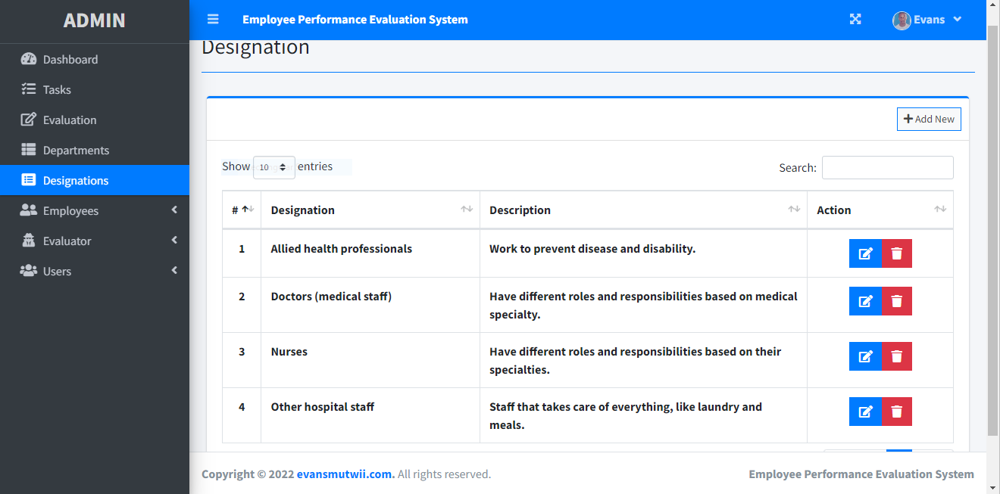 ADMIN
Employee Performance Evaluation System
Evans
Dashboard
Tasks
Evaluation
Departments
Designations
Employees
Evaluator
Users
Designation
Add New
Show 10 entries
Search:
# Designation Description Action
1 Allied health professionals Work to prevent disease and disability.
2 Doctors (medical staff) Have different roles and responsibilities based on medical
specialty.
3 Nurses Have different roles and responsibilities based on their
specialties.
4 Other hospital staff Staff that takes care of everything, like laundry and
meals.
Copyright © 2022 evansmutwii.com. All rights reserved.
Employee Performance Evaluation System